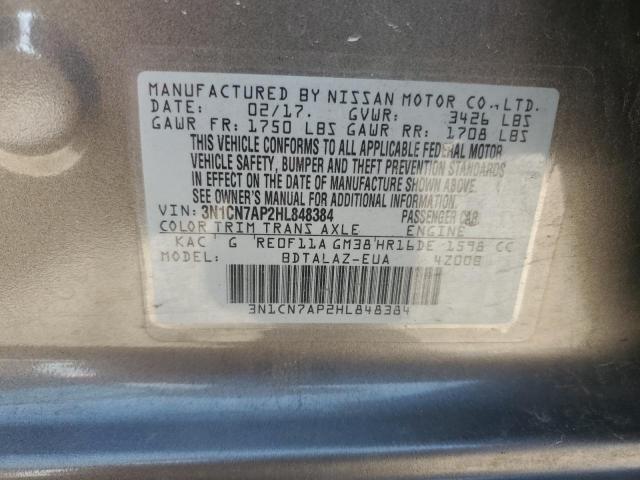 MANUFACTURED BY NISSAN MOTOR CO., LTD.
DATE: 02/17. GVWR: 3426 LBS
GAWR FR: 1750 LBS GAWR RR: 1708 LBS
THIS VEHICLE CONFORMS TO ALL APPLICABLE FEDERAL MOTOR
VEHICLE SAFETY, BUMPER AND THEFT PREVENTION STANDARDS
IN EFFECT ON THE DATE OF MANUFACTURE SHOWN ABOVE.
SEE OWNER'S MANUAL FOR ADDITIONAL INFORMATION.
VIN: 3N1CN7AP2HL848384 PASSENGER CAR
COLOR TRIM TRANS AXLE ENGINE
KAC G RE0F11A GM38 HR16DE 1598 CC
MODEL: BDTALAZ-EUA 4Z008
3N1CN7AP2HL848384